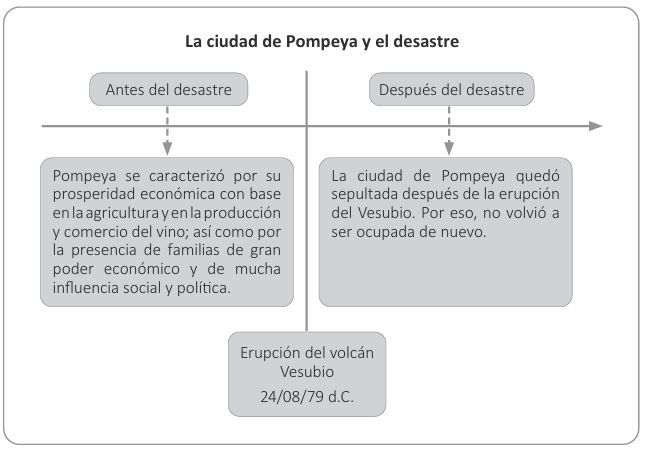 La ciudad de Pompeya y el desastre
Antes del desastre
Después del desastre
Pompeya se caracterizó por su
prosperidad económica con base
en la agricultura y en la producción
y comercio del vino; así como por
la presencia de familias de gran
poder económico y de mucha
influencia social y política.
La ciudad de Pompeya quedó
sepultada después de la erupción
del Vesubio. Por eso, no volvió a
ser ocupada de nuevo.
Erupción del volcán
Vesubio
24/08/79 d.C.